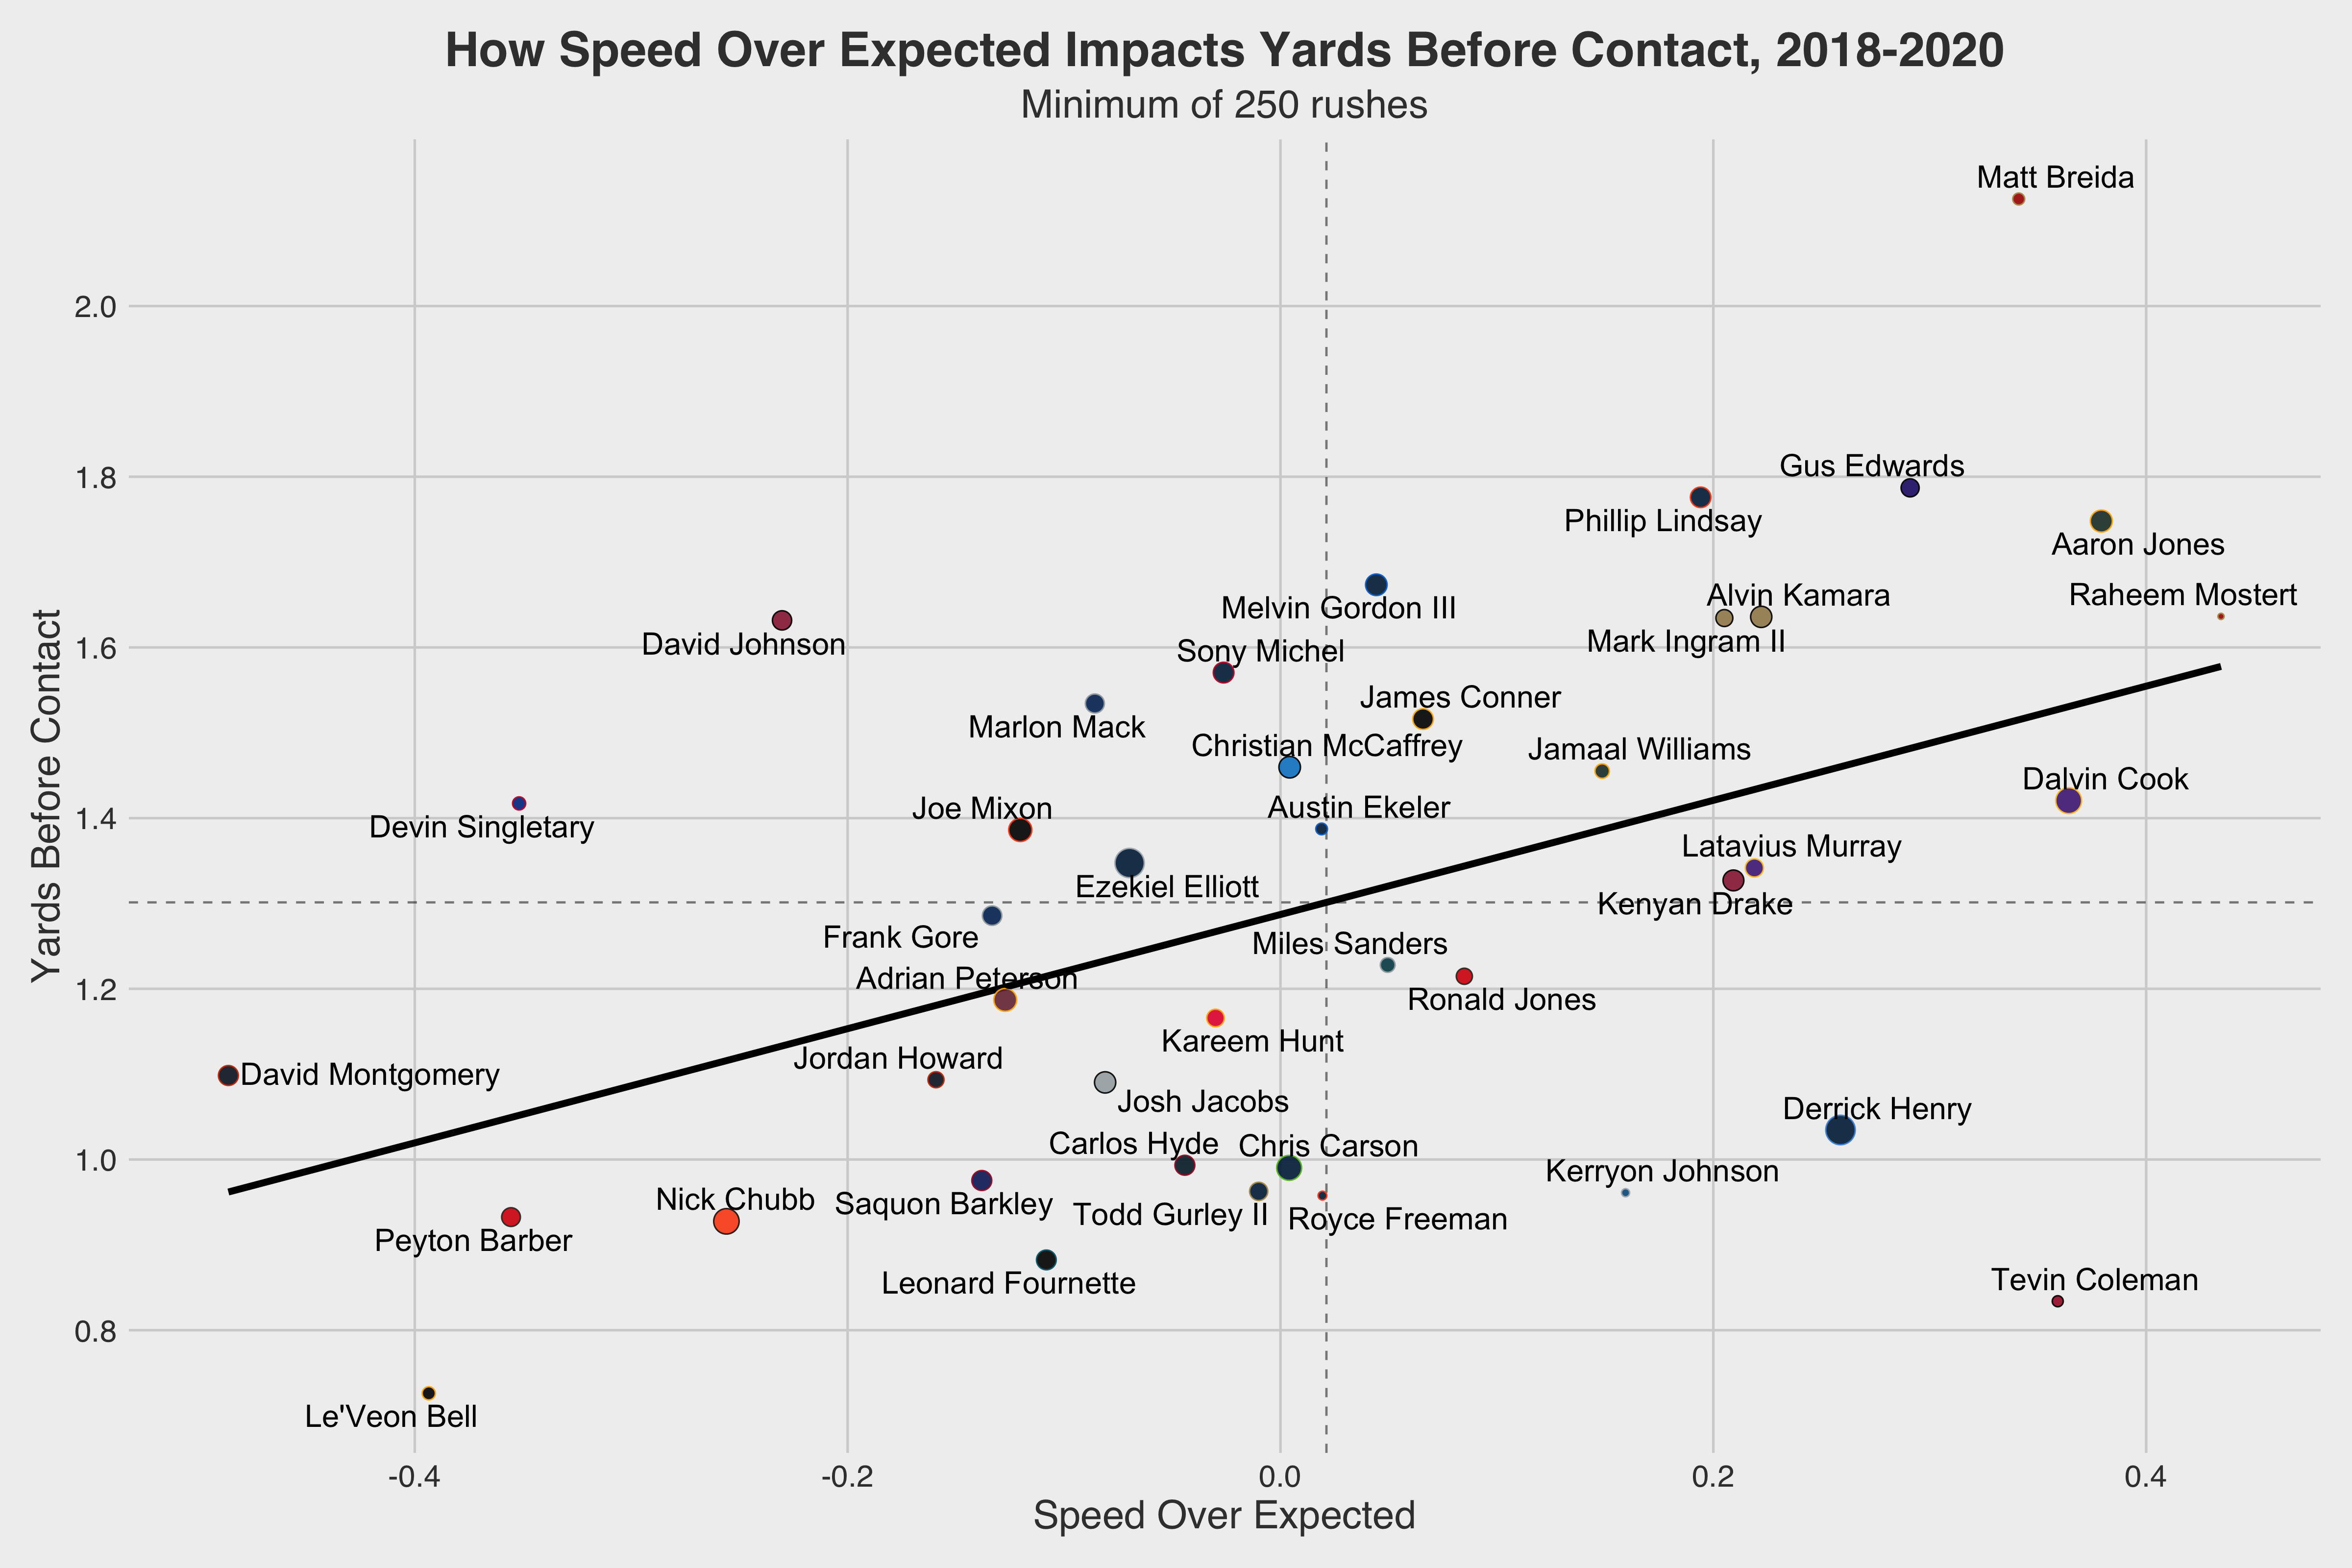 How Speed Over Expected Impacts Yards Before Contact, 2018-2020
Minimum of 250 rushes
Matt Breida
2.0
Gus Edwards
1.8
Phillip Lindsay
Aaron Jones
Alvin Kamara
Raheem Mostert
Melvin Gordon III
David Johnson
Mark Ingram II
Sony Michel
1.6
James Conner
Marlon Mack
Christian McCaffrey
Jamaal Williams
Dalvin Cook
Joe Mixon
Austin Ekeler
1.4
Devin Singletary
Latavius Murray
Ezekiel Elliott
Kenyan Drake
Frank Gore
Miles Sanders
Adrian Peterson
1.2
Ronald Jones
Kareem Hunt
Jordan Howard
David Montgomery
Josh Jacobs
Derrick Henry
Carlos Hyde
Chris Carson
1.0
Kerryon Johnson
Nick Chubb
Saquon Barkley
Todd Gurley II
Royce Freeman
Peyton Barber
Leonard Fournette
Tevin Coleman
0.8
Le'Veon Bell
Yards Before Contact
-0.4
-0.2
0.0
0.2
0.4
Speed Over Expected